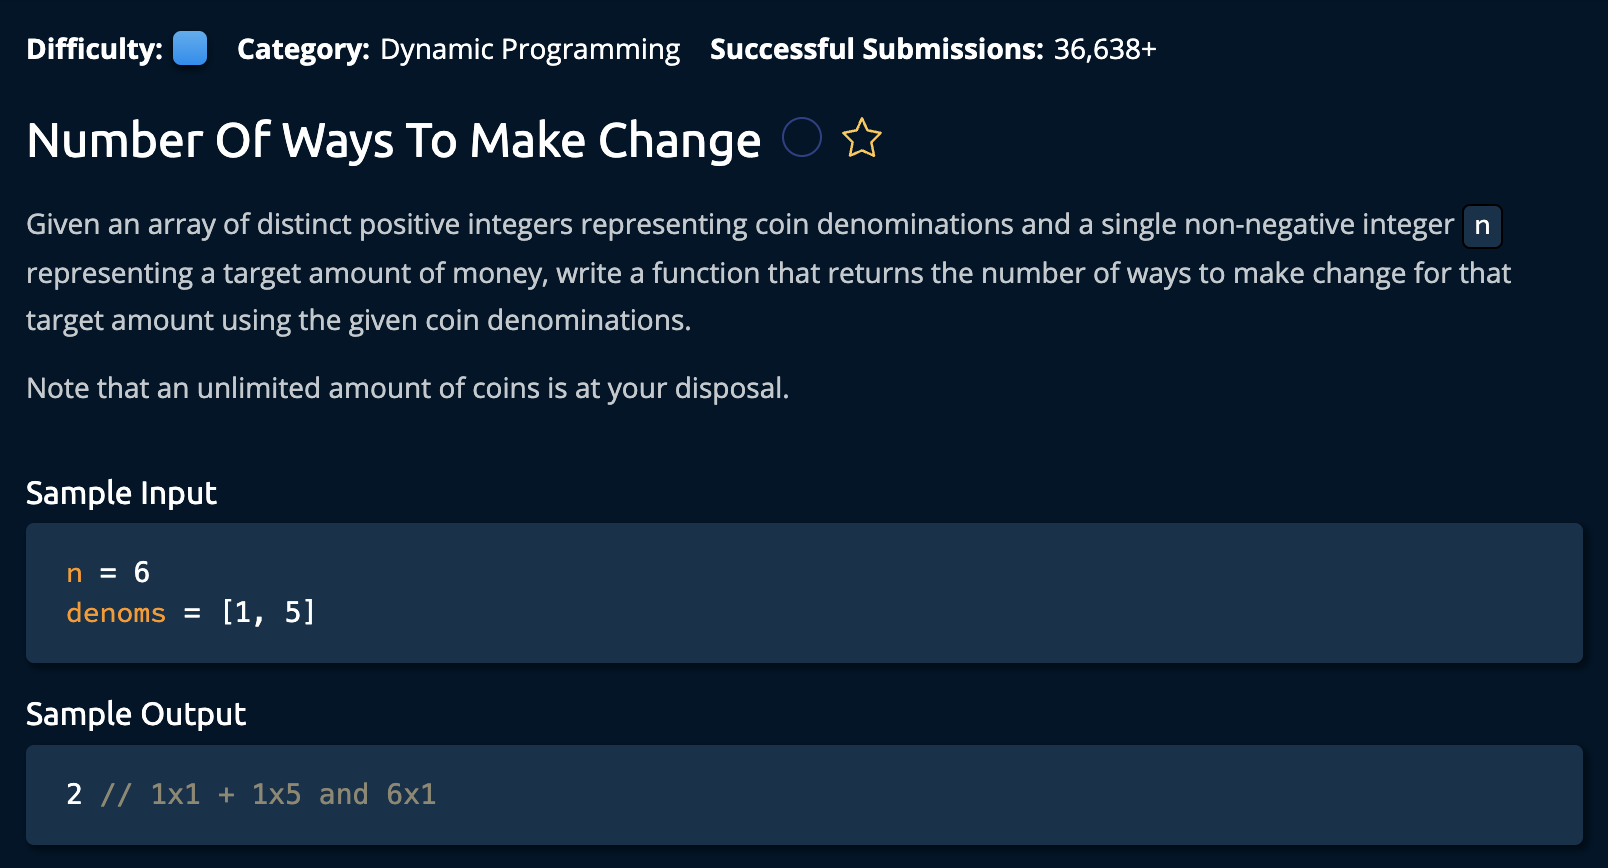 Difficulty: Category: Dynamic Programming Successful Submissions: 36,638+
Number Of Ways To Make Change
Given an array of distinct positive integers representing coin denominations and a single non-negative integer n
representing a target amount of money, write a function that returns the number of ways to make change for that
target amount using the given coin denominations.
Note that an unlimited amount of coins is at your disposal.
Sample Input
n = 6
denoms = [1, 5]
Sample Output
2 // 1x1 + 1x5 and 6x1